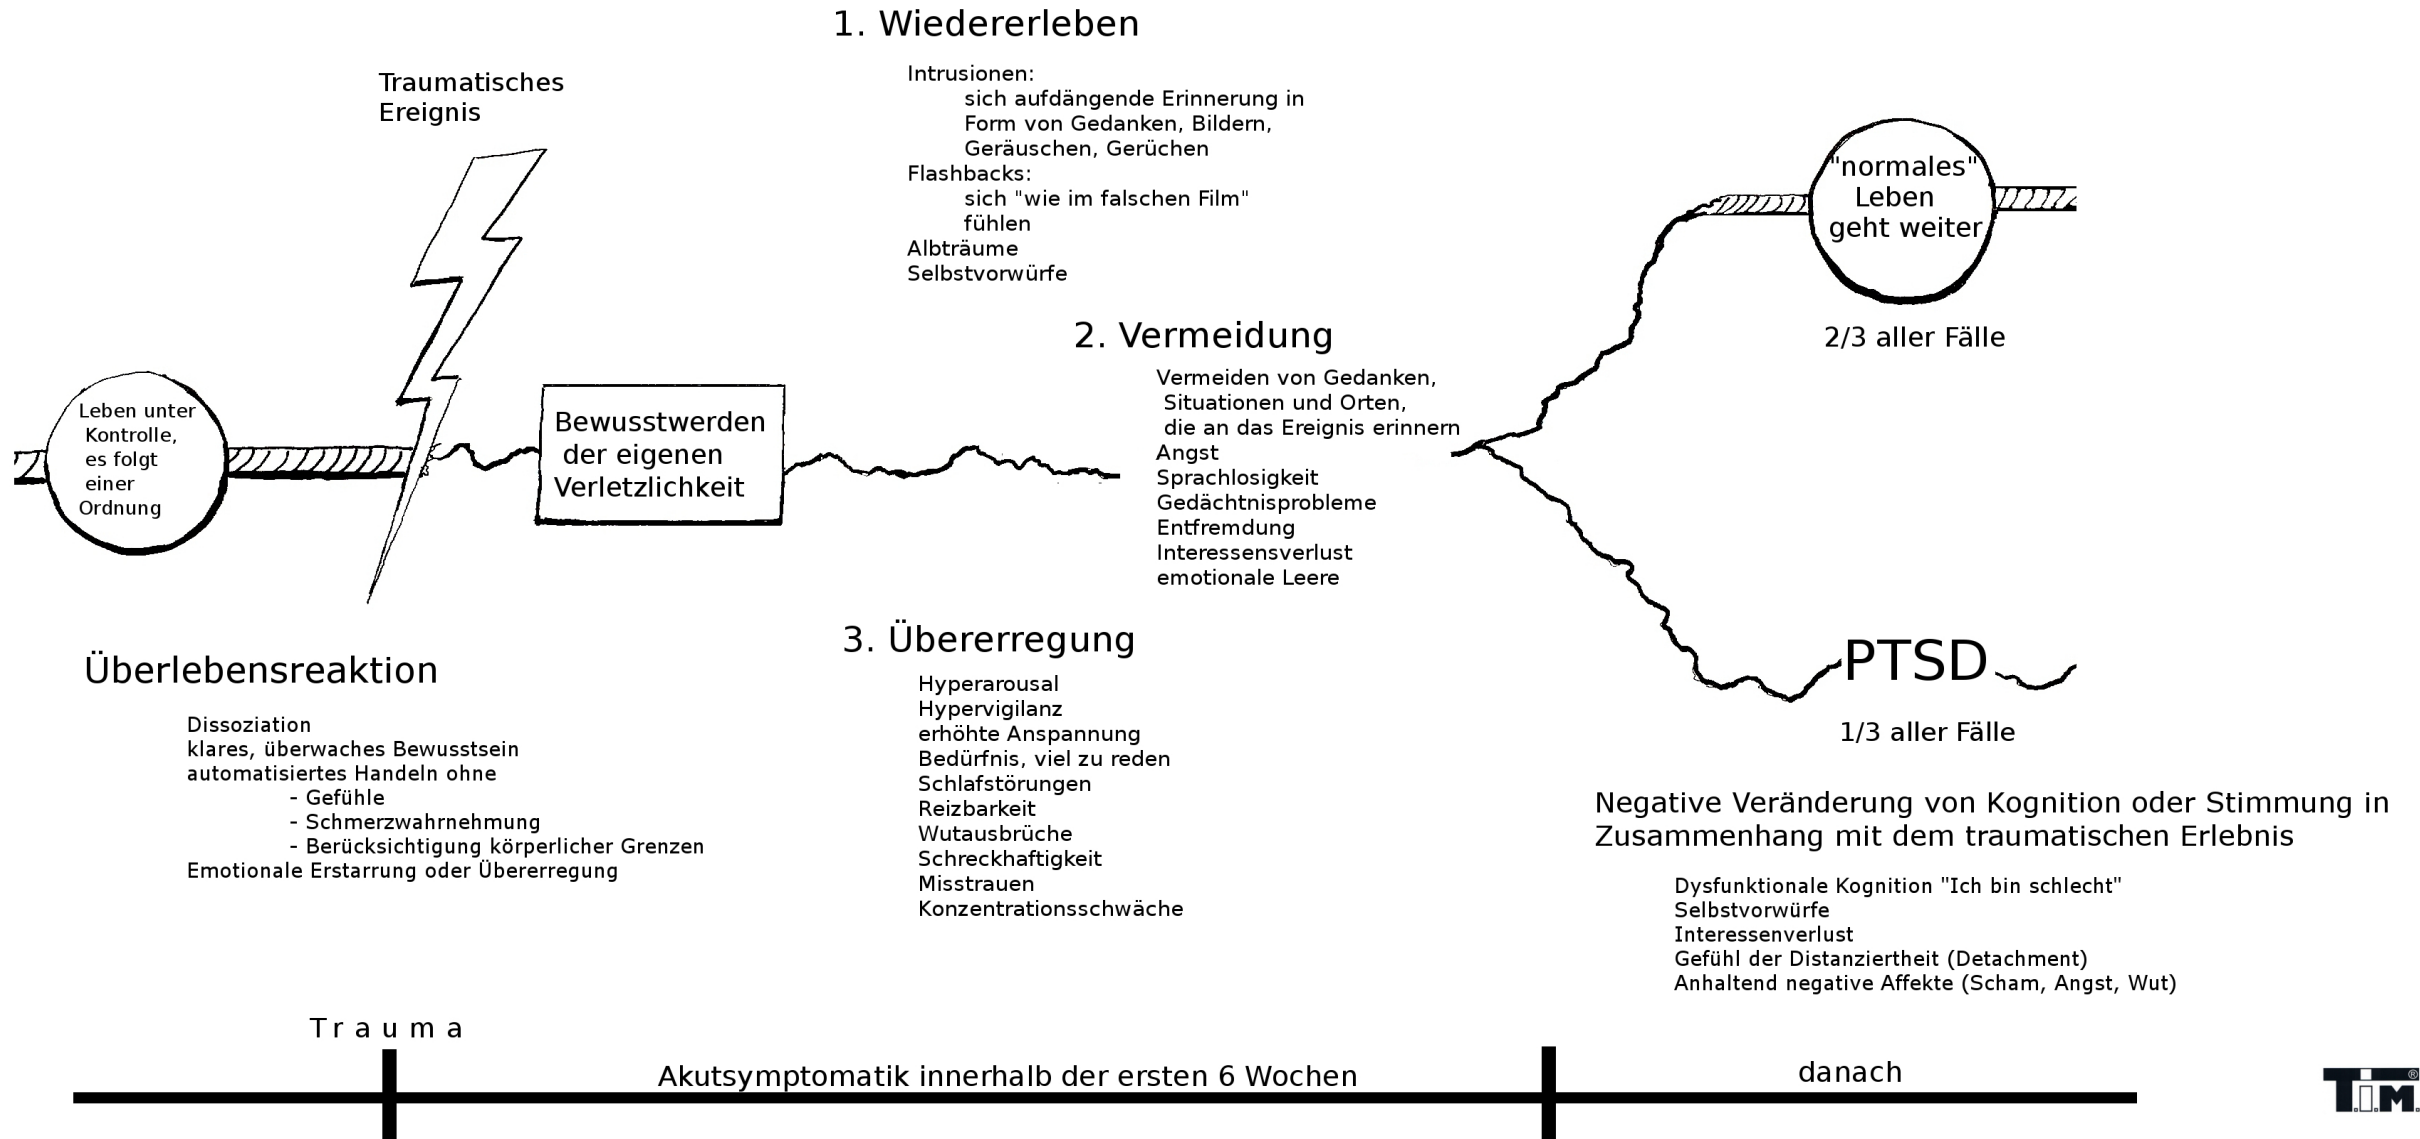 1. Wiedererleben
Intrusionen:
sich aufdängende Erinnerung in
Form von Gedanken, Bildern,
Geräuschen, Gerüchen
Flashbacks:
sich "wie im falschen Film"
fühlen
Albträume
Selbstvorwürfe
Traumatisches
Ereignis
Leben unter
Kontrolle,
es folgt
einer
Ordnung
Bewusstwerden
der eigenen
Verletzlichkeit
2. Vermeidung
Vermeiden von Gedanken,
Situationen und Orten,
die an das Ereignis erinnern
Angst
Sprachlosigkeit
Gedächtnisprobleme
Entfremdung
Interessensverlust
emotionale Leere
"normales"
Leben
geht weiter
2/3 aller Fälle
Überlebensreaktion
Dissoziation
klares, überwaches Bewusstsein
automatisiertes Handeln ohne
- Gefühle
- Schmerzwahrnehmung
- Berücksichtigung körperlicher Grenzen
Emotionale Erstarrung oder Übererregung
3. Übererregung
Hyperarousal
Hypervigilanz
erhöhte Anspannung
Bedürfnis, viel zu reden
Schlafstörungen
Reizbarkeit
Wutausbrüche
Schreckhaftigkeit
Misstrauen
Konzentrationsschwäche
PTSD
1/3 aller Fälle
Negative Veränderung von Kognition oder Stimmung in
Zusammenhang mit dem traumatischen Erlebnis
Dysfunktionale Kognition "Ich bin schlecht"
Selbstvorwürfe
Interessenverlust
Gefühl der Distanziertheit (Detachment)
Anhaltend negative Affekte (Scham, Angst, Wut)
Trauma
Akutsymptomatik innerhalb der ersten 6 Wochen
danach
T.I.M.®